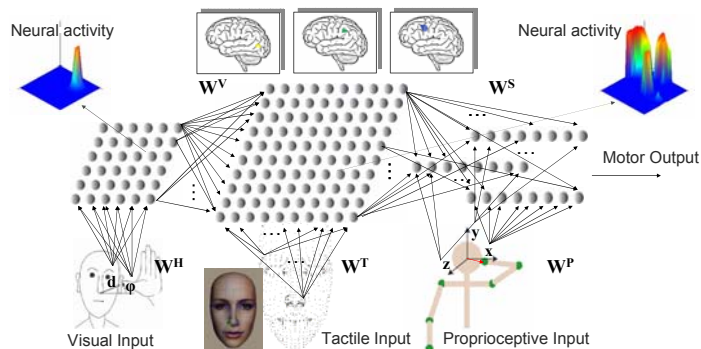 Neural activity
Neural activity
W^V
W^S
...
...
...
Motor Output
...
...
...
...
y
x
z
W^H
d
φ
W^T
W^P
Visual Input
Tactile Input
Proprioceptive Input